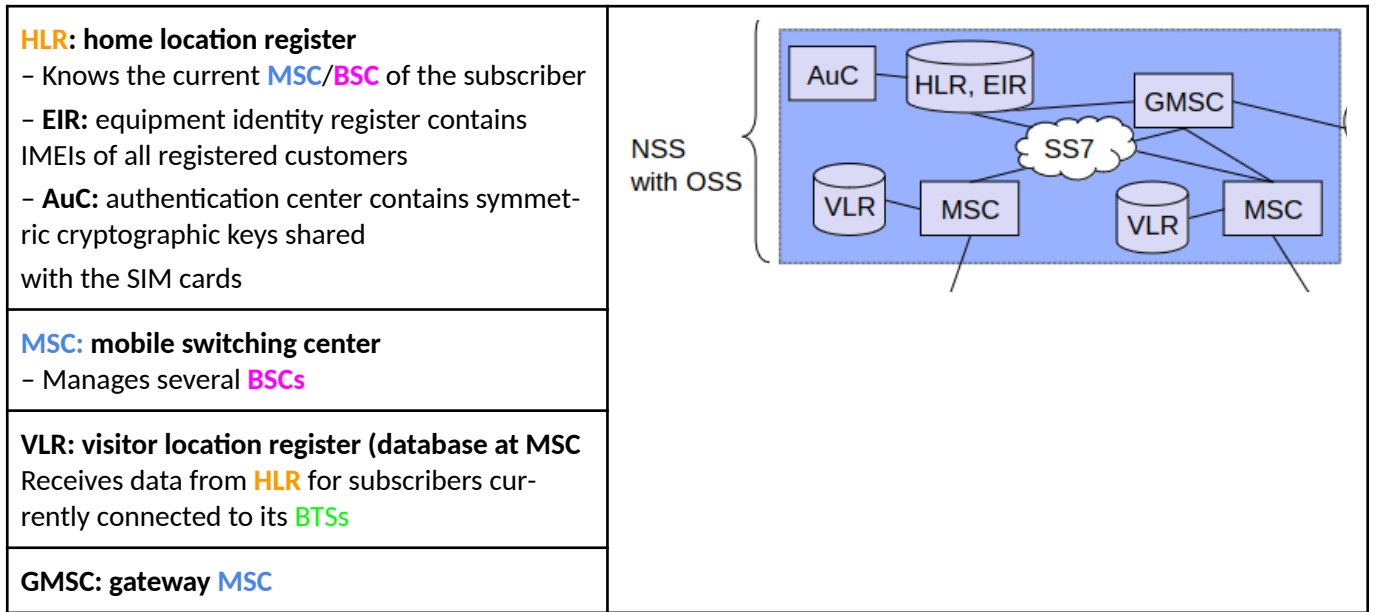 HLR: home location register
– Knows the current MSC/BSC of the subscriber
– EIR: equipment identity register contains
IMEIs of all registered customers
– AuC: authentication center contains symmet-
ric cryptographic keys shared
with the SIM cards
MSC: mobile switching center
– Manages several BSCs
VLR: visitor location register (database at MSC
Receives data from HLR for subscribers cur-
rently connected to its BTSs
GMSC: gateway MSC
NSS
with OSS
AuC
HLR, EIR
GMSC
SS7
VLR
MSC
VLR
MSC